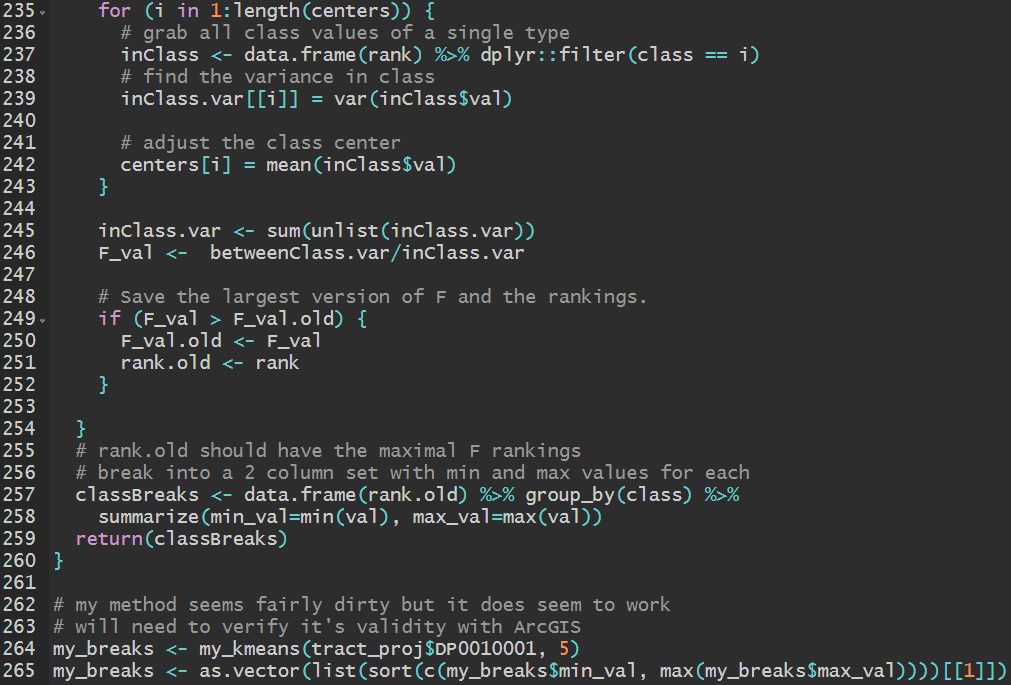 235 for (i in 1:length(centers)) {
236 # grab all class values of a single type
237 inClass <- data.frame(rank) %>% dplyr::filter(class == i)
238 # find the variance in class
239 inClass.var[[i]] = var(inClass$val)
240
241 # adjust the class center
242 centers[i] = mean(inClass$val)
243 }
244
245 inClass.var <- sum(unlist(inClass.var))
246 F_val <-  betweenClass.var/inClass.var
247
248 # Save the largest version of F and the rankings.
249 if (F_val > F_val.old) {
250 F_val.old <- F_val
251 rank.old <- rank
252 }
253
254 }
255 # rank.old should have the maximal F rankings
256 # break into a 2 column set with min and max values for each
257 classBreaks <- data.frame(rank.old) %>% group_by(class) %>%
258 summarize(min_val=min(val), max_val=max(val))
259 return(classBreaks)
260 }
261
262 # my method seems fairly dirty but it does seem to work
263 # will need to verify it's validity with ArcGIS
264 my_breaks <- my_kmeans(tract_proj$DP0010001, 5)
265 my_breaks <- as.vector(list(sort(c(my_breaks$min_val, max(my_breaks$max_val))))[[1]])